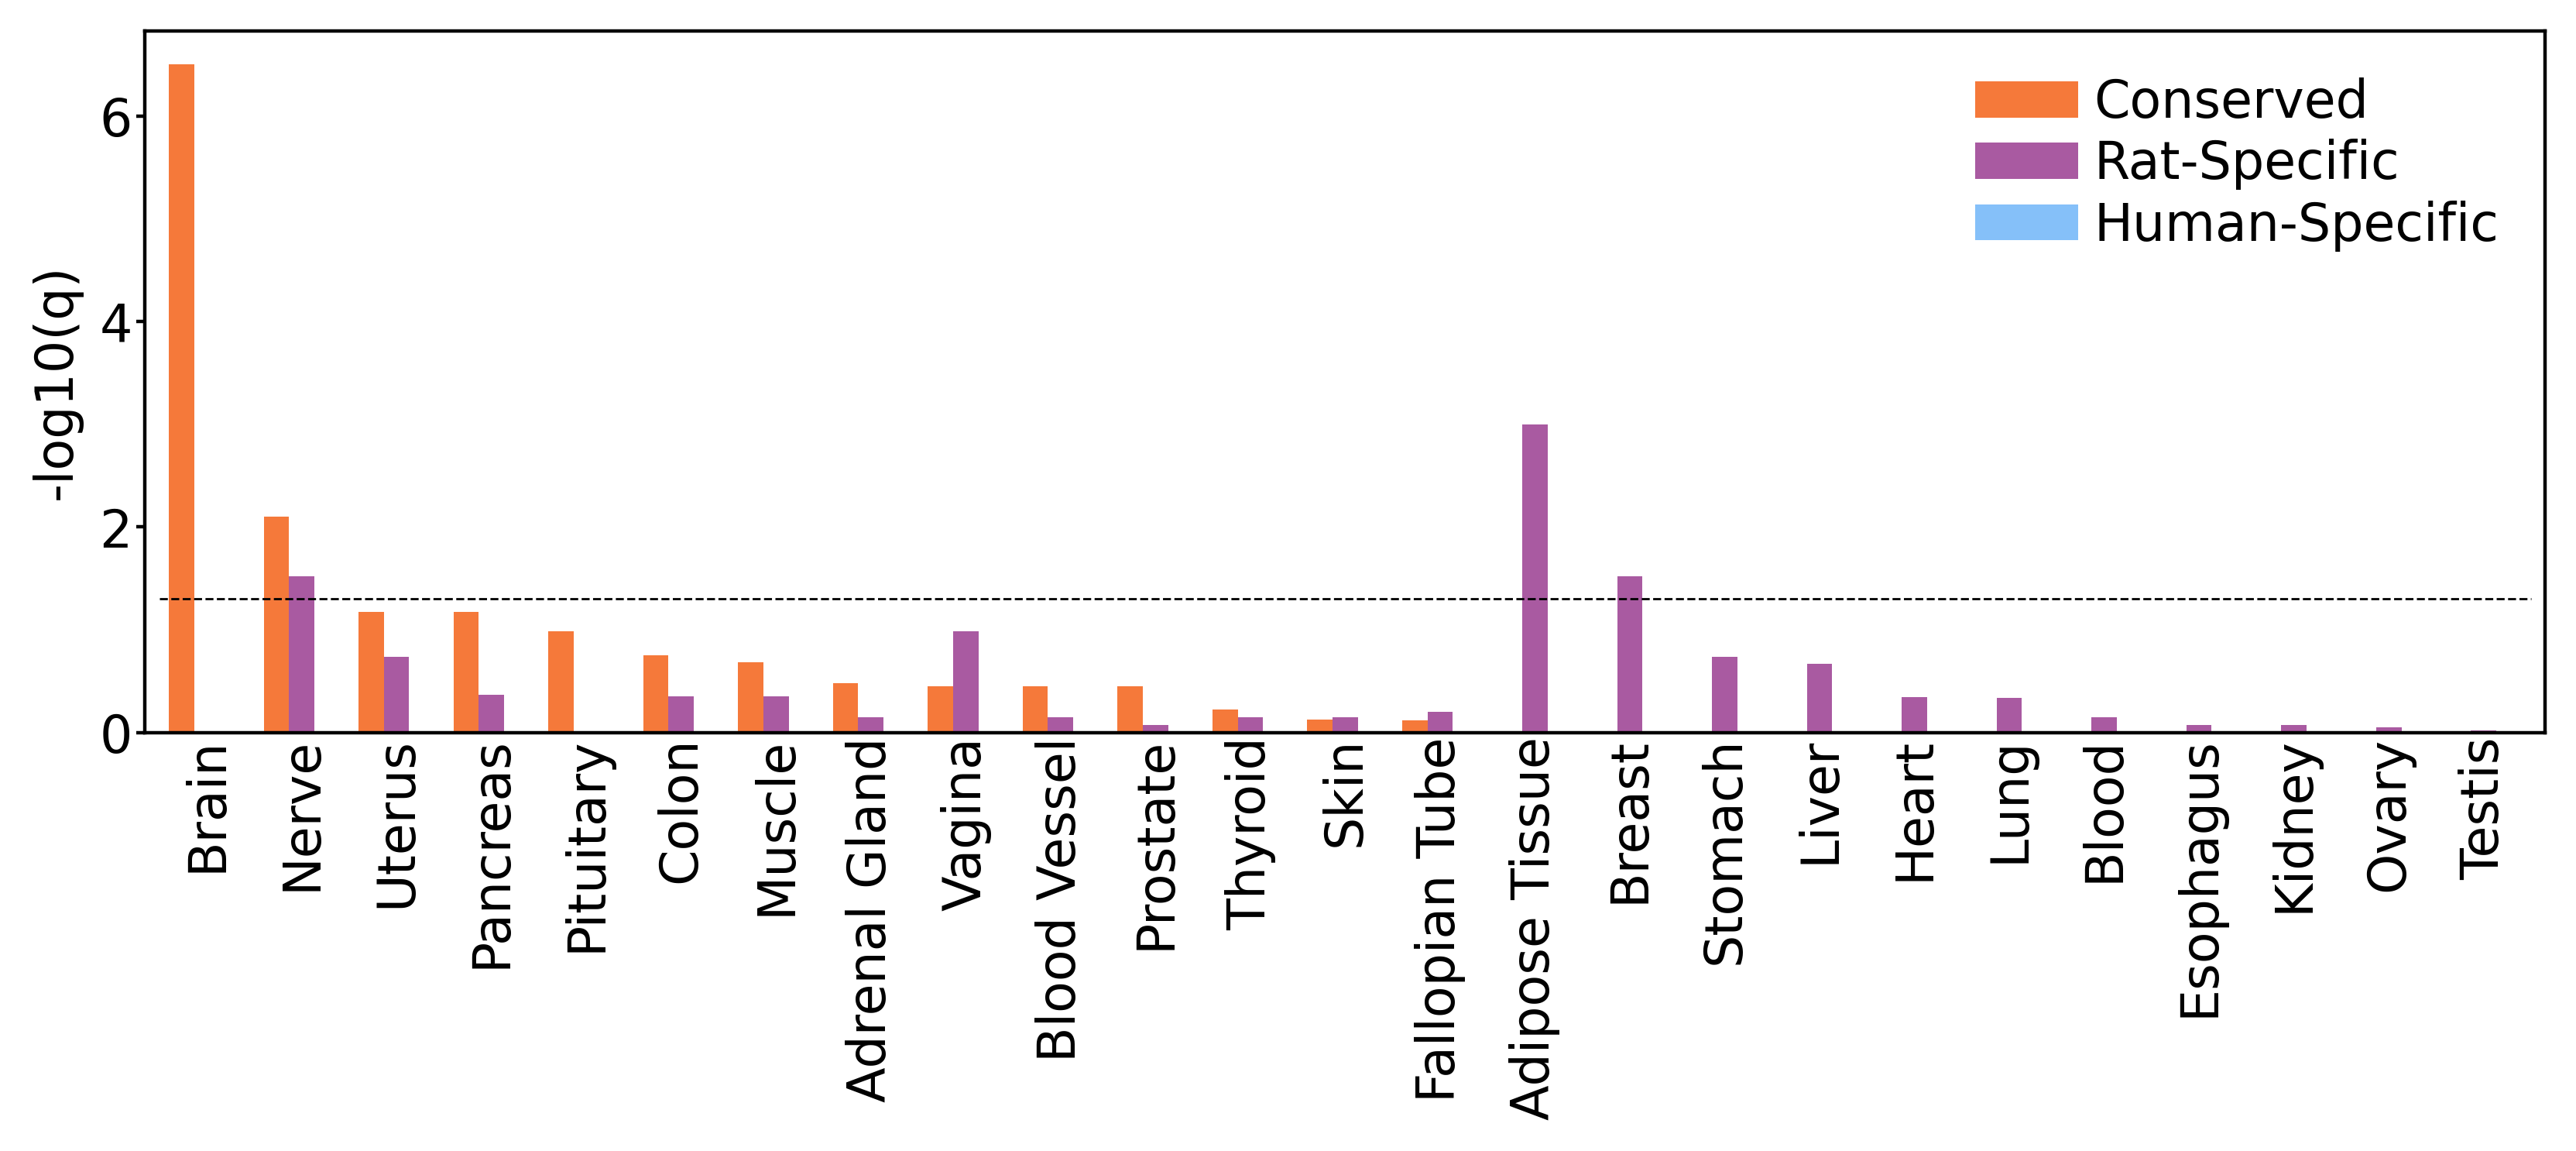 Conserved
Rat-Specific
Human-Specific
-log10(q)
6
4
2
0
Brain
Nerve
Uterus
Pancreas
Pituitary
Colon
Muscle
Adrenal Gland
Vagina
Blood Vessel
Prostate
Thyroid
Skin
Fallopian Tube
Adipose Tissue
Breast
Stomach
Liver
Heart
Lung
Blood
Esophagus
Kidney
Ovary
Testis